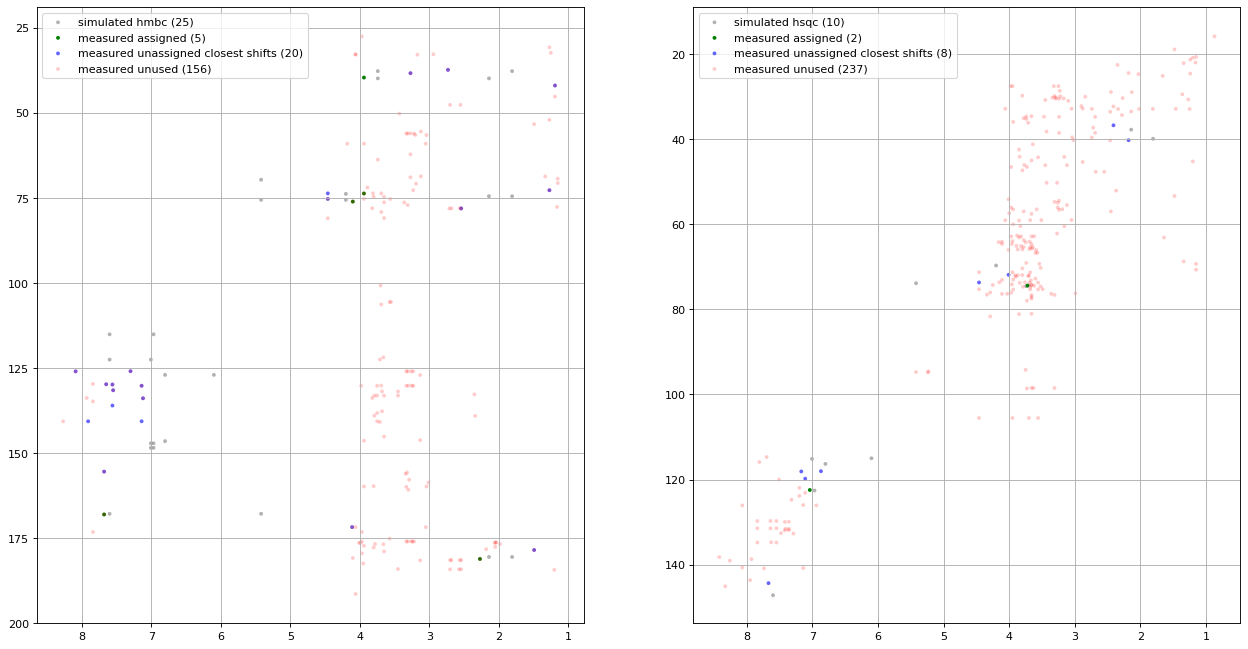 simulated hmbc (25)
measured assigned (5)
measured unassigned closest shifts (20)
measured unused (156)
25
50
75
100
125
150
175
200
8 7 6 5 4 3 2 1
simulated hsqc (10)
measured assigned (2)
measured unassigned closest shifts (8)
measured unused (237)
20
40
60
80
100
120
140
8 7 6 5 4 3 2 1